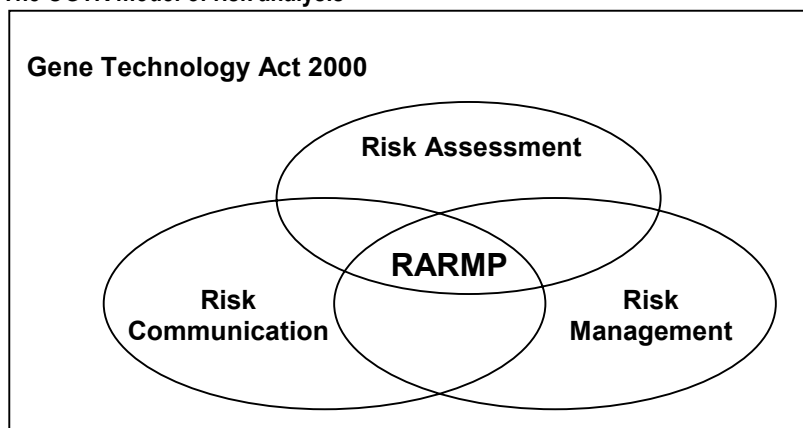 Gene Technology Act 2000
Risk Assessment
RARMP
Risk
Communication
Risk
Management